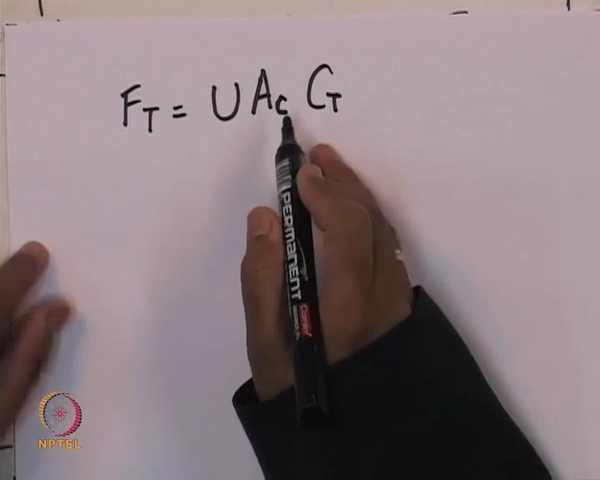 F_T = U A_C C_T
PERMANENT
NPTEL